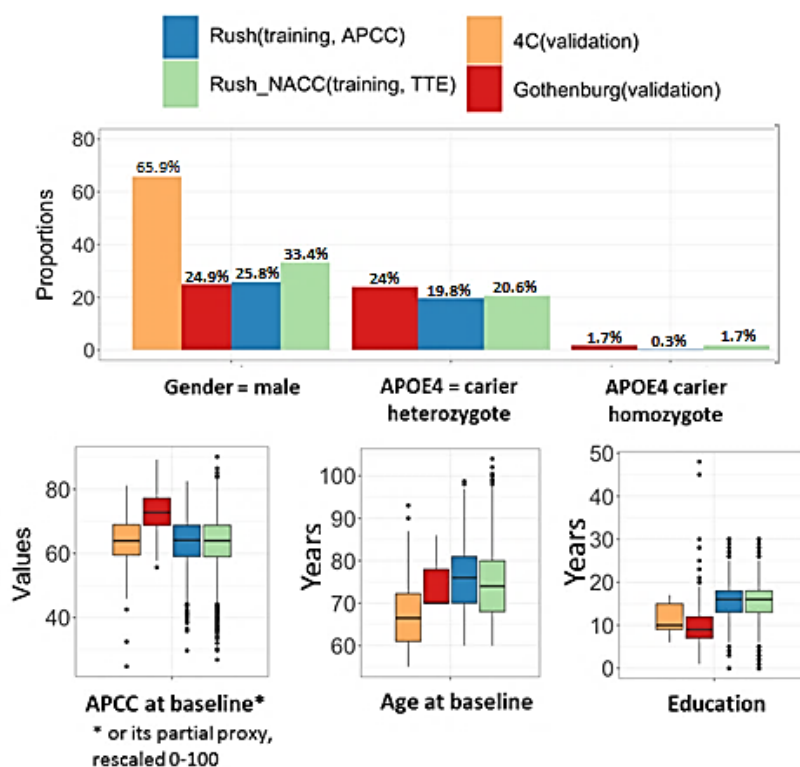 Rush(training, APCC)
4C(validation)
Rush_NACC(training, TTE)
Gothenburg(validation)
Proportions
80
60
40
20
0
65.9%
24.9%
25.8%
33.4%
24%
19.8%
20.6%
1.7%
0.3%
1.7%
Gender = male
APOE4 = carier
heterozygote
APOE4 carier
homozygote
Values
80
60
40
APCC at baseline*
* or its partial proxy,
rescaled 0-100
Years
100
90
80
70
60
Age at baseline
Years
50
40
30
20
10
0
Education